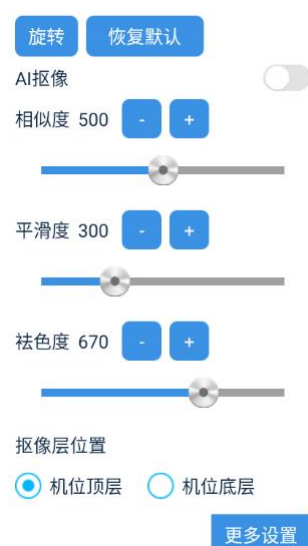 旋转 恢复默认
AI抠像
相似度 500 - +
平滑度 300 - +
祛色度 670 - +
抠像层位置
机位顶层 机位底层
更多设置